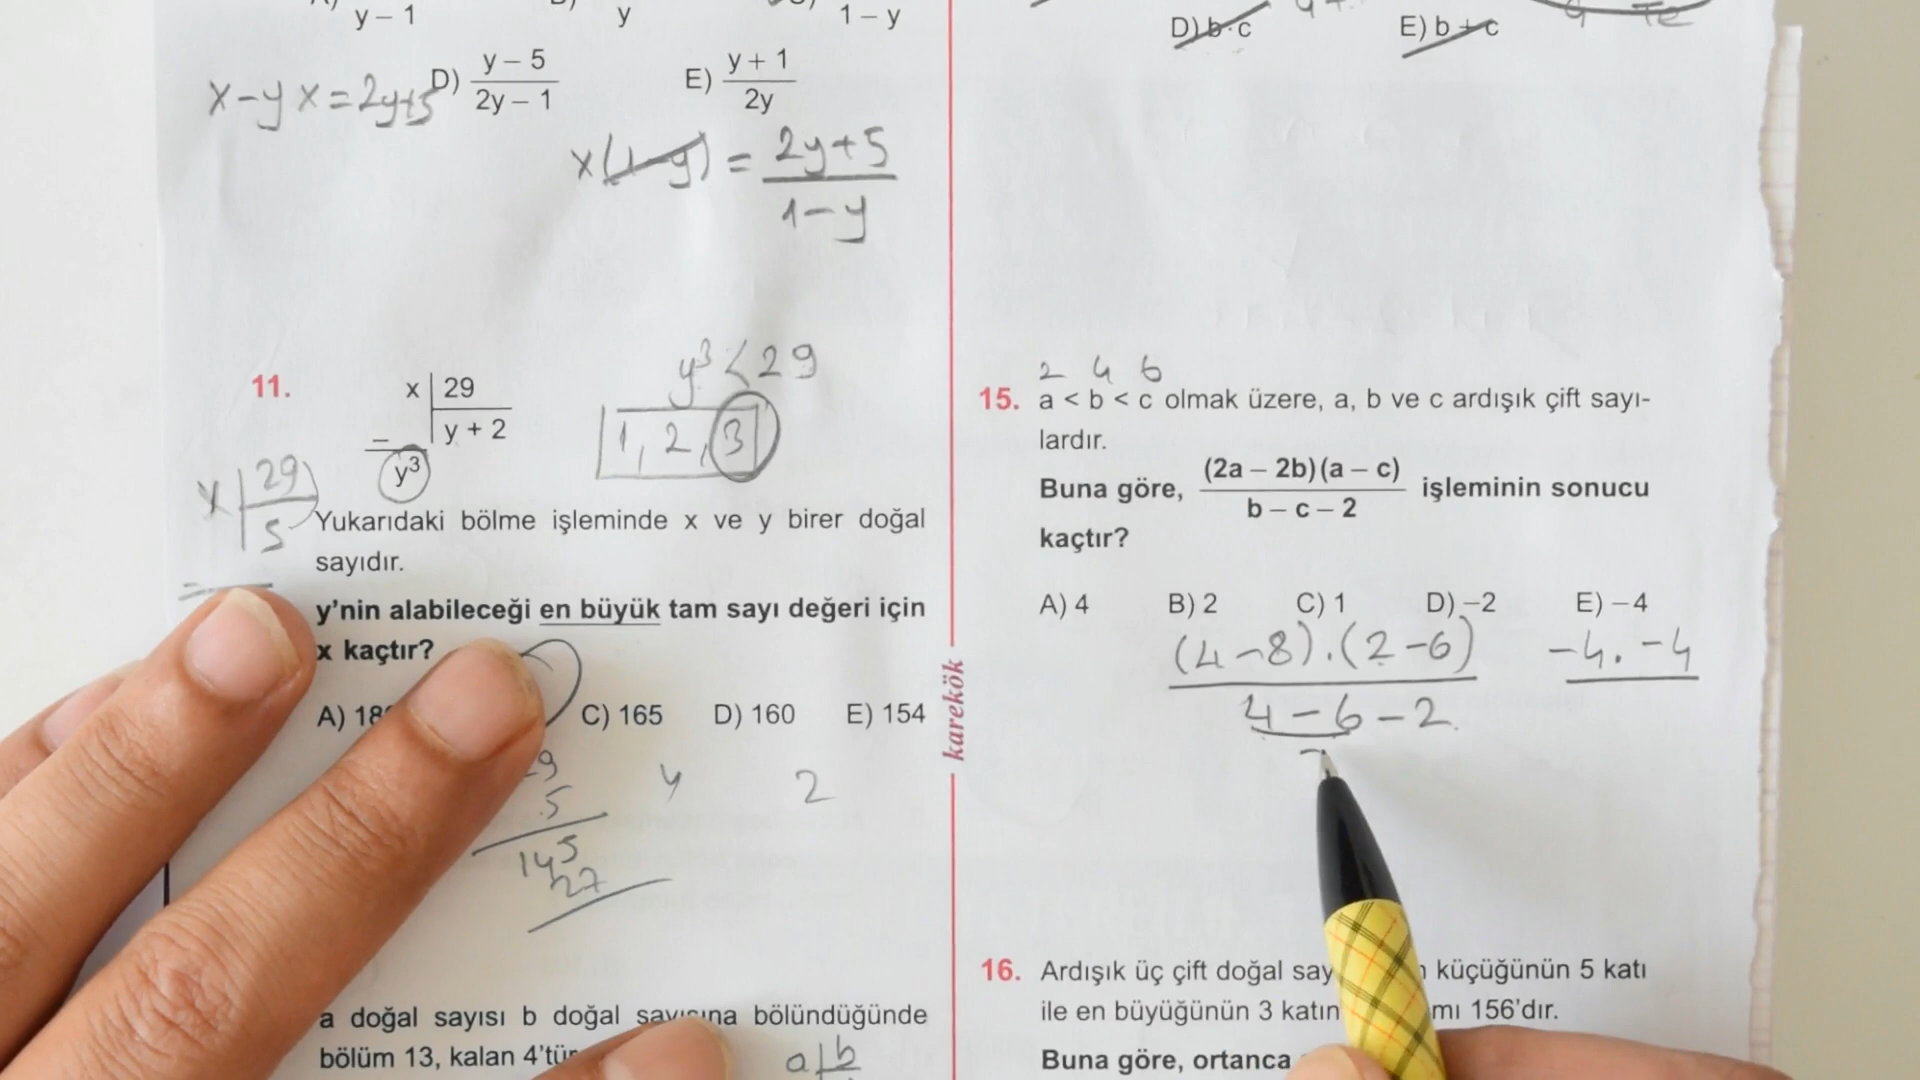 y – 1
y
1 – y
D) y – 5 / 2y – 1
E) y + 1 / 2y
x-yx=2y+5
x(1-y) = 2y+5 / 1-y
11.
x | 29
y + 2
y³
y³<29
1, 2, 3
x | 29
5
Yukarıdaki bölme işleminde x ve y birer doğal
sayıdır.
y'nin alabileceği en büyük tam sayı değeri için
x kaçtır?
C) 165 D) 160 E) 154
9
5
145
27
4 2
a doğal sayısı b doğal sayısına bölündüğünde
bölüm 13, kalan 4'tür
a | b
karekök
D) b·c
E) b + c
2 4 6
15. a < b < c olmak üzere, a, b ve c ardışık çift sayı-
lardır.
Buna göre, (2a – 2b)(a – c) / b – c – 2 işleminin sonucu
kaçtır?
A) 4 B) 2 C) 1 D) –2 E) – 4
(4-8).(2-6) / 4-6-2
-4.-4
16. Ardışık üç çift doğal küçüğünün 5 katı
ile en büyüğünün 3 156'dır.
Buna göre, ortanca